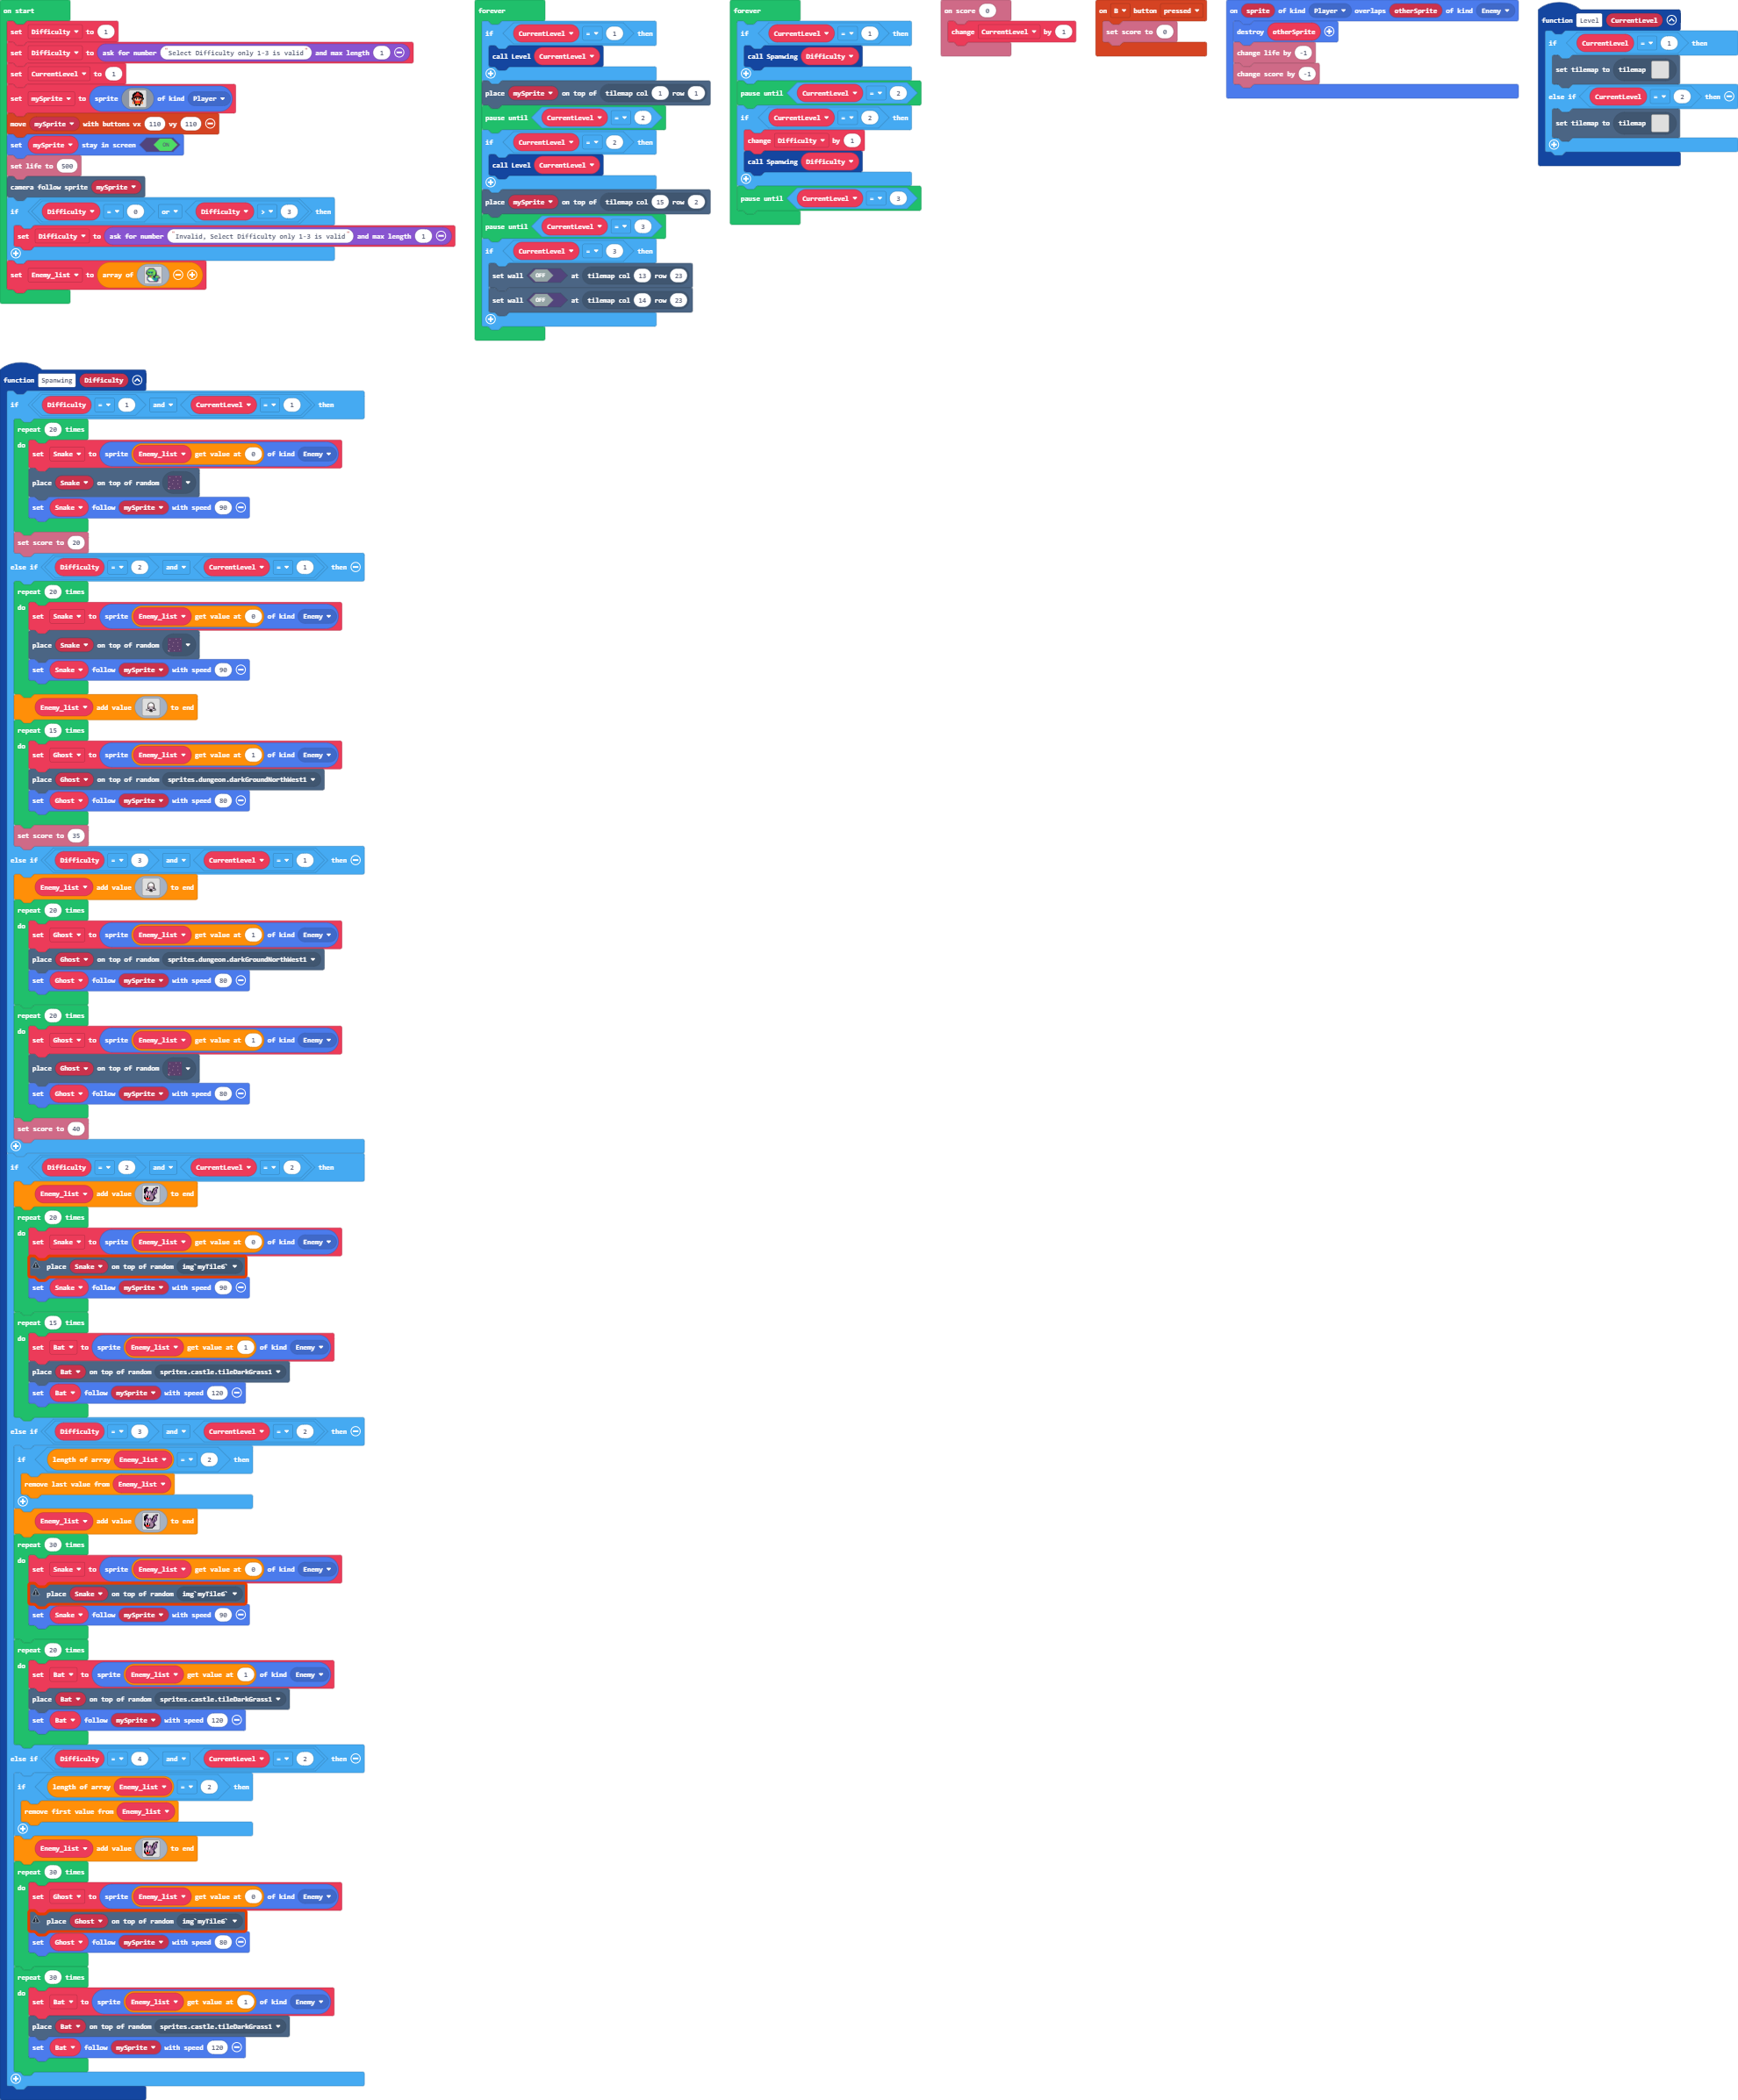 on start
set Difficulty to 1
set Difficulty to ask for number "Select Difficulty only 1-3 is valid" and max length 1
set CurrentLevel to 1
set mySprite to sprite of kind Player
move mySprite with buttons vx 110 vy 110
set mySprite stay in screen ON
set life to 500
camera follow sprite mySprite
if Difficulty = 0 or Difficulty > 3 then
set Difficulty to ask for number "Invalid, Select Difficulty only 1-3 is valid" and max length 1
set Enemy_list to array of
forever
if CurrentLevel = 1 then
call Level CurrentLevel
place mySprite on top of tilemap col 1 row 1
pause until CurrentLevel = 2
if CurrentLevel = 2 then
call Level CurrentLevel
place mySprite on top of tilemap col 15 row 2
pause until CurrentLevel = 3
if CurrentLevel = 3 then
set wall OFF at tilemap col 13 row 23
set wall OFF at tilemap col 14 row 23
forever
if CurrentLevel = 1 then
call Spanwing Difficulty
pause until CurrentLevel = 2
if CurrentLevel = 2 then
change Difficulty by 1
call Spanwing Difficulty
pause until CurrentLevel = 3
on score 0
change CurrentLevel by 1
on B button pressed
set score to 0
on sprite of kind Player overlaps otherSprite of kind Enemy
destroy otherSprite
change life by -1
change score by -1
function Level CurrentLevel
if CurrentLevel = 1 then
set tilemap to tilemap
else if CurrentLevel = 2 then
set tilemap to tilemap
function Spanwing Difficulty
if Difficulty = 1 and CurrentLevel = 1 then
repeat 20 times
do
set Snake to sprite Enemy_list get value at 0 of kind Enemy
place Snake on top of random
set Snake follow mySprite with speed 90
set score to 20
else if Difficulty = 2 and CurrentLevel = 1 then
repeat 20 times
do
set Snake to sprite Enemy_list get value at 0 of kind Enemy
place Snake on top of random
set Snake follow mySprite with speed 90
Enemy_list add value to end
repeat 15 times
do
set Ghost to sprite Enemy_list get value at 1 of kind Enemy
place Ghost on top of random sprites.dungeon.darkGroundNorthWest1
set Ghost follow mySprite with speed 80
set score to 35
else if Difficulty = 3 and CurrentLevel = 1 then
Enemy_list add value to end
repeat 20 times
do
set Ghost to sprite Enemy_list get value at 1 of kind Enemy
place Ghost on top of random sprites.dungeon.darkGroundNorthWest1
set Ghost follow mySprite with speed 80
repeat 20 times
do
set Ghost to sprite Enemy_list get value at 1 of kind Enemy
place Ghost on top of random
set Ghost follow mySprite with speed 80
set score to 40
if Difficulty = 2 and CurrentLevel = 2 then
Enemy_list add value to end
repeat 20 times
do
set Snake to sprite Enemy_list get value at 0 of kind Enemy
place Snake on top of random img`myTile6`
set Snake follow mySprite with speed 90
repeat 15 times
do
set Bat to sprite Enemy_list get value at 1 of kind Enemy
place Bat on top of random sprites.castle.tileDarkGrass1
set Bat follow mySprite with speed 120
else if Difficulty = 3 and CurrentLevel = 2 then
if length of array Enemy_list = 2 then
remove last value from Enemy_list
Enemy_list add value to end
repeat 30 times
do
set Snake to sprite Enemy_list get value at 0 of kind Enemy
place Snake on top of random img`myTile6`
set Snake follow mySprite with speed 90
repeat 20 times
do
set Bat to sprite Enemy_list get value at 1 of kind Enemy
place Bat on top of random sprites.castle.tileDarkGrass1
set Bat follow mySprite with speed 120
else if Difficulty = 4 and CurrentLevel = 2 then
if length of array Enemy_list = 2 then
remove first value from Enemy_list
Enemy_list add value to end
repeat 30 times
do
set Ghost to sprite Enemy_list get value at 0 of kind Enemy
place Ghost on top of random img`myTile6`
set Ghost follow mySprite with speed 80
repeat 30 times
do
set Bat to sprite Enemy_list get value at 1 of kind Enemy
place Bat on top of random sprites.castle.tileDarkGrass1
set Bat follow mySprite with speed 120